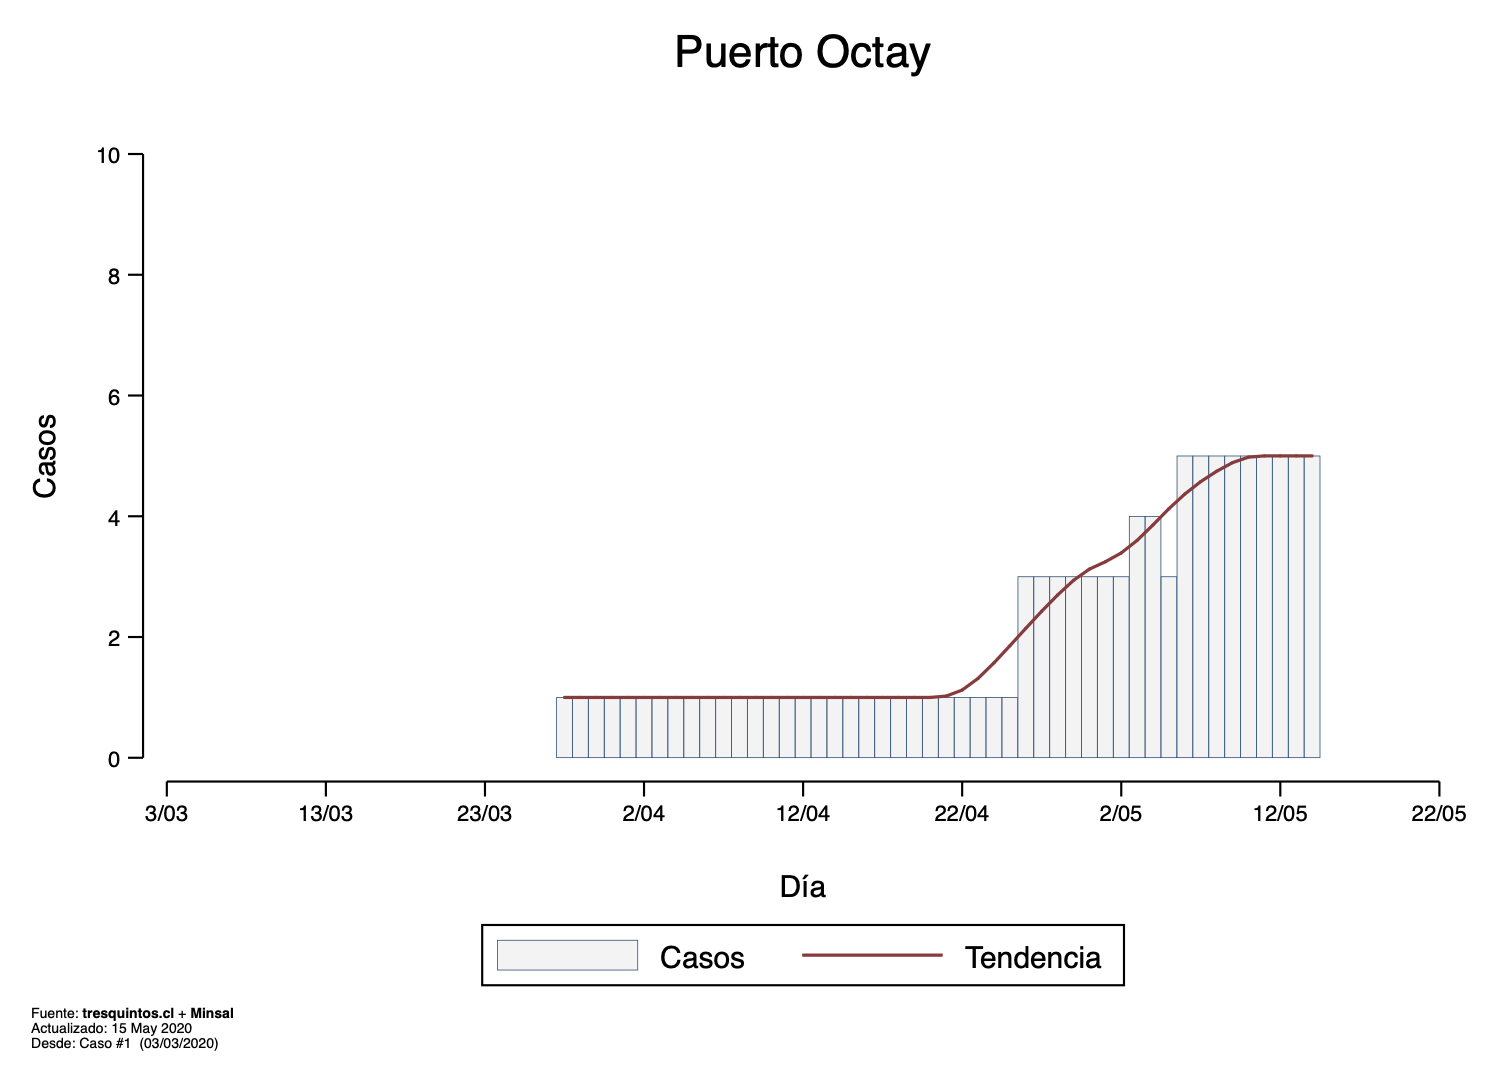 Puerto Octay
10
8
6
4
2
0
Casos
3/03 13/03 23/03 2/04 12/04 22/04 2/05 12/05 22/05
Día
Casos Tendencia
Fuente: tresquintos.cl + Minsal
Actualizado: 15 May 2020
Desde: Caso #1 (03/03/2020)